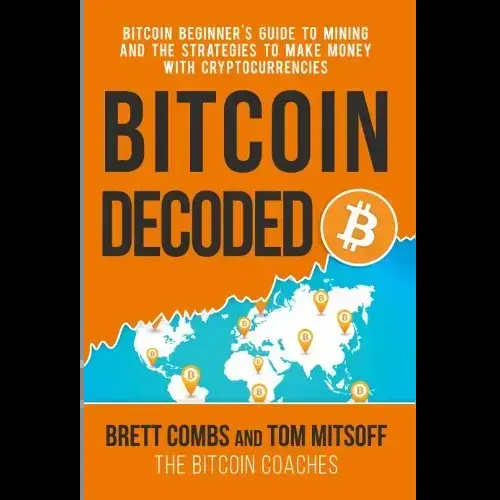 BITCOIN BEGINNER'S GUIDE TO MINING
AND THE STRATEGIES TO MAKE MONEY
WITH CRYPTOCURRENCIES
BITCOIN
DECODED
BRETT COMBS AND TOM MITSOFF
THE BITCOIN COACHES